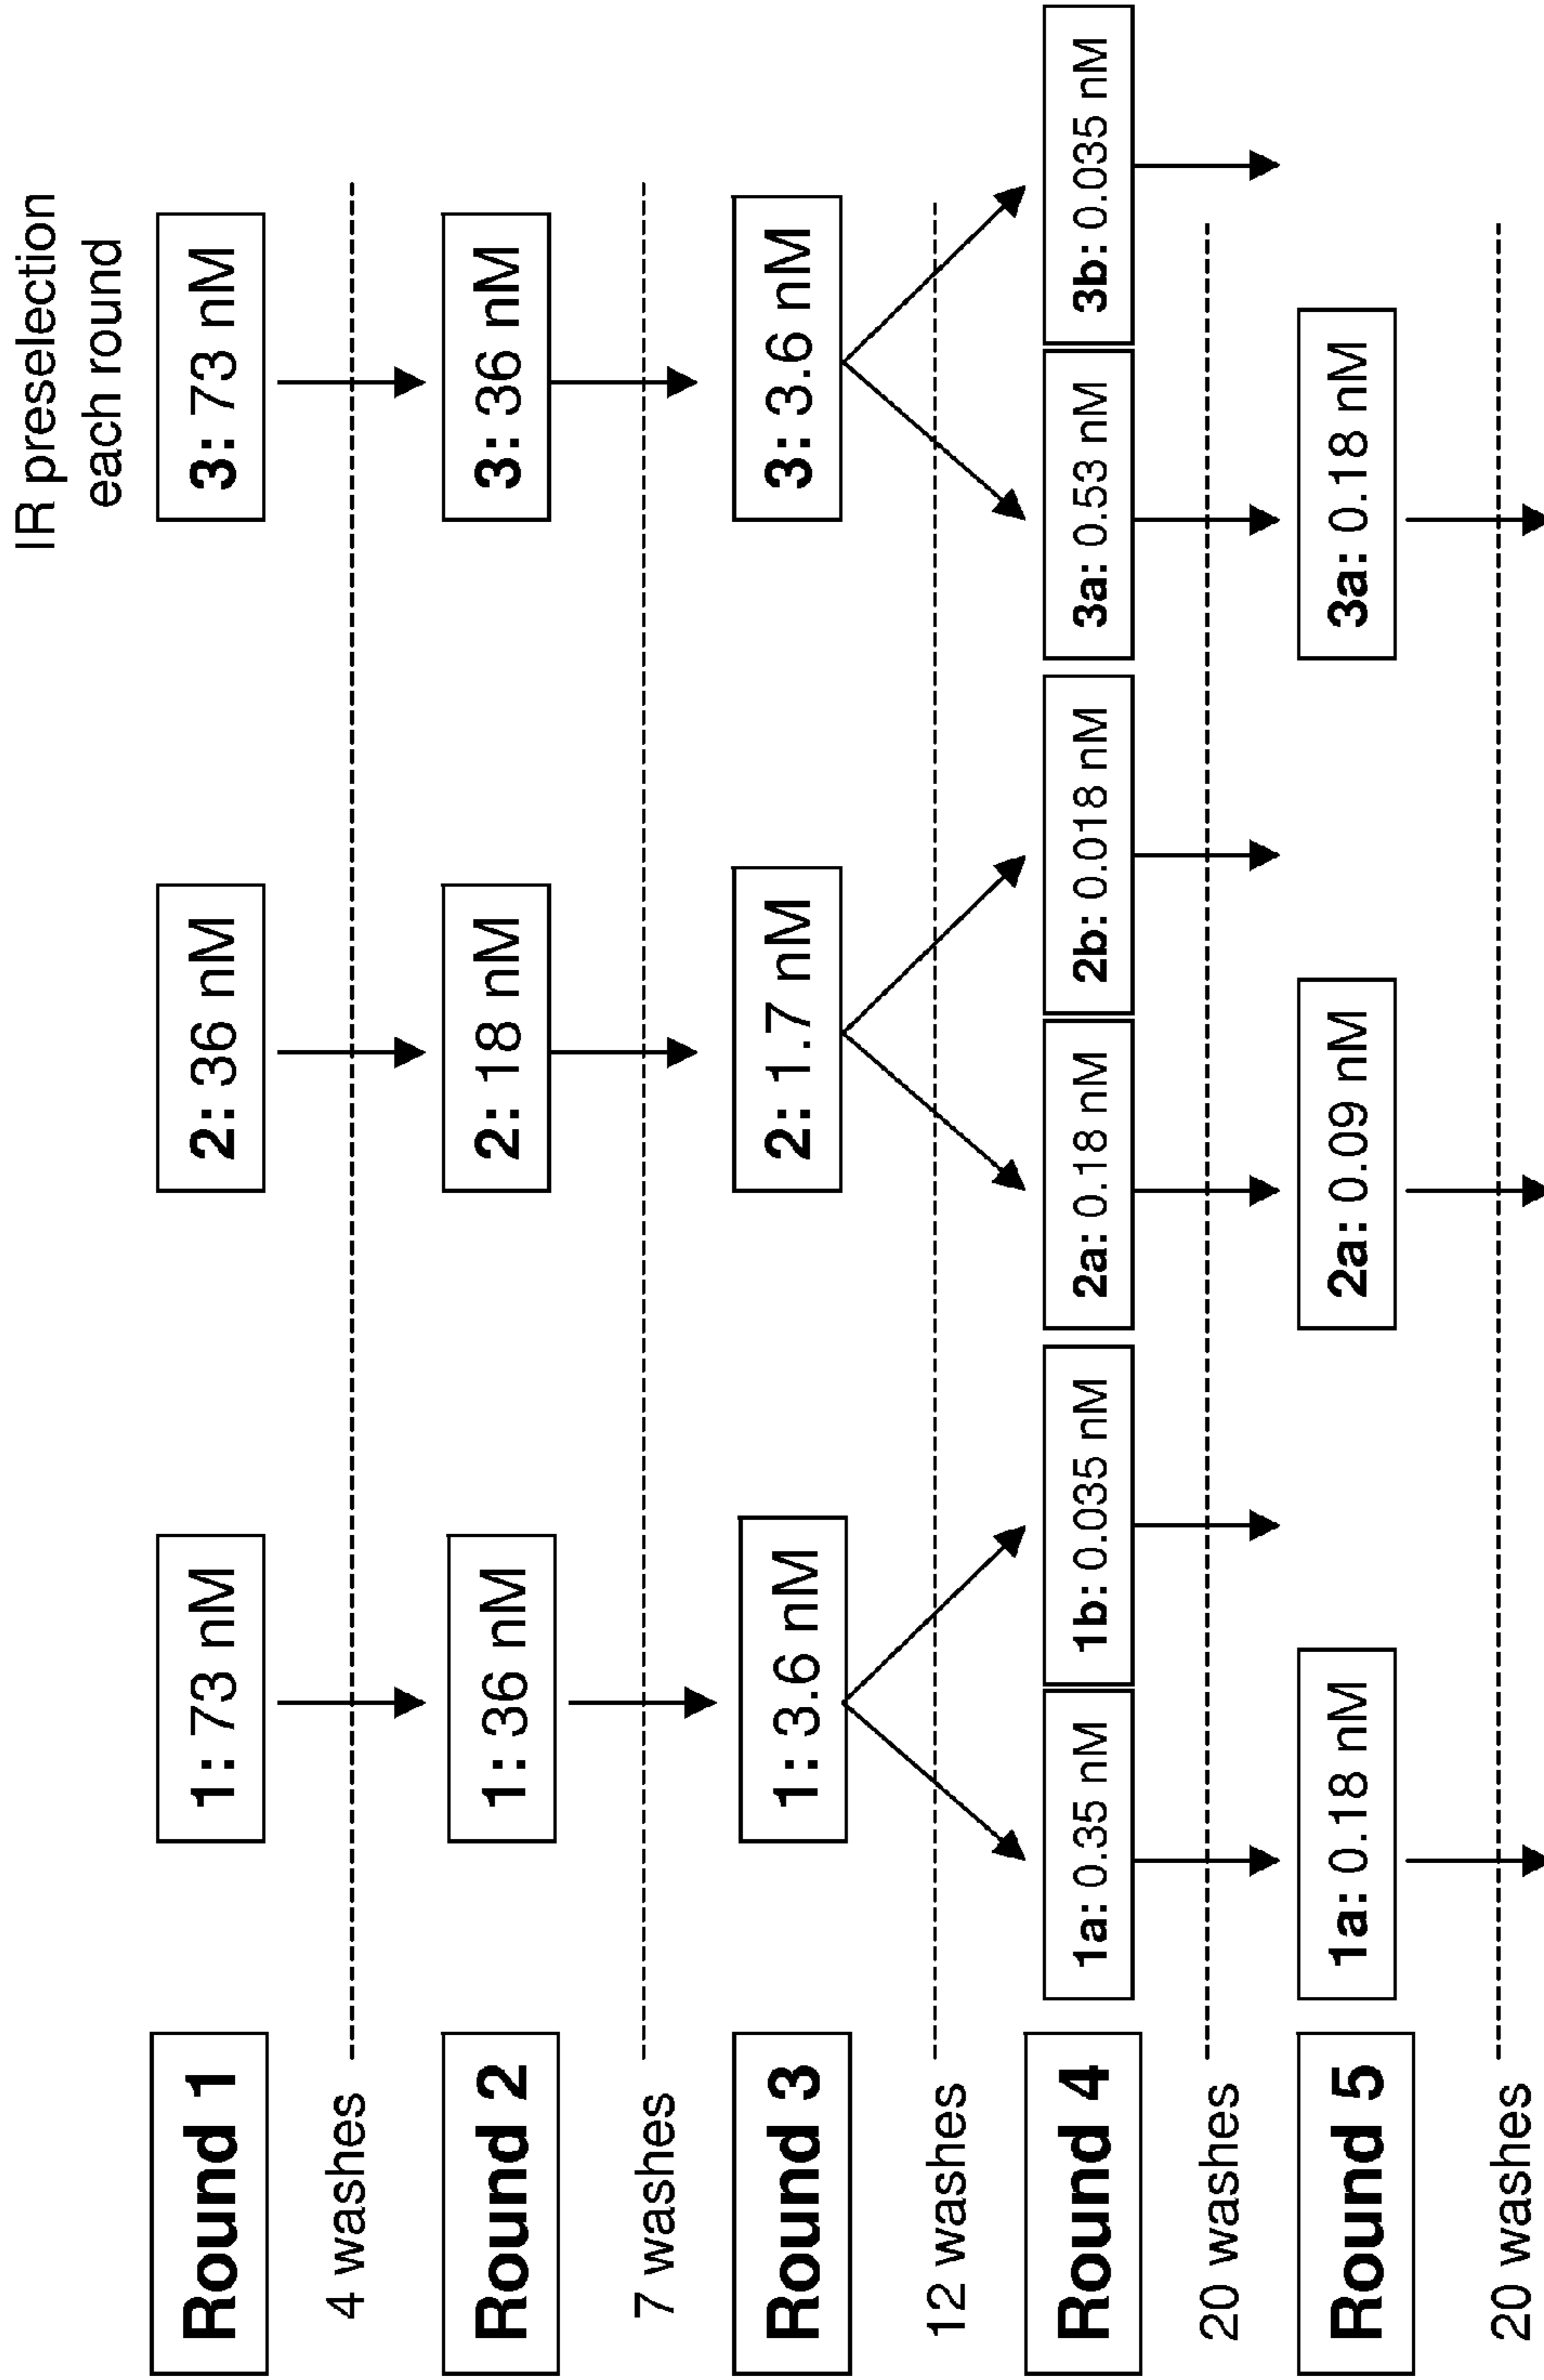 IR preselection
each round
Round 1
1: 73 nM
2: 36 nM
3: 73 nM
4 washes
Round 2
1: 36 nM
2: 18 nM
3: 36 nM
7 washes
Round 3
1: 3.6 nM
2: 1.7 nM
3: 3.6 nM
12 washes
Round 4
1a: 0.35 nM
1b: 0.035 nM
2a: 0.18 nM
2b: 0.018 nM
3a: 0.53 nM
3b: 0.035 nM
20 washes
Round 5
1a: 0.18 nM
2a: 0.09 nM
3a: 0.18 nM
20 washes